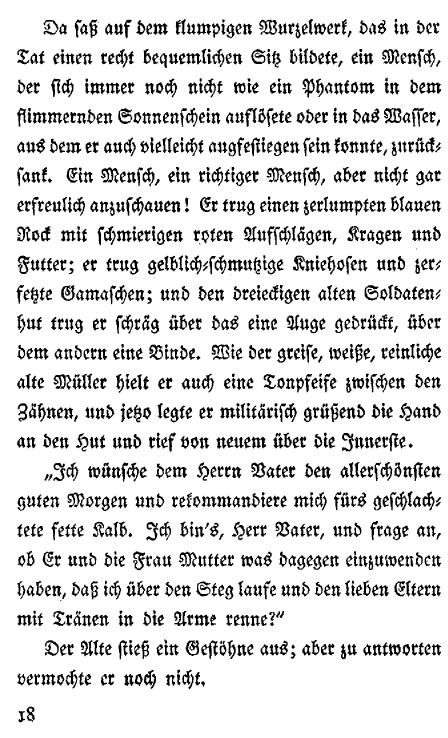 Da saß auf dem klumpigen Wurzelwerk, das in der
Tat einen recht bequemlichen Sitz bildete, ein Mensch,
der sich immer noch nicht wie ein Phantom in dem
flimmernden Sonnenschein auflösete oder in das Wasser,
aus dem er auch vielleicht aufgestiegen sein konnte, zurück-
sank. Ein Mensch, ein richtiger Mensch, aber nicht gar
erfreulich anzuschauen! Er trug einen zerlumpten blauen
Rock mit schmierigen roten Aufschlägen, Kragen und
Futter; er trug gelblich-schmutzige Kniehosen und zer-
fetzte Gamaschen; und den dreieckigen alten Soldaten-
hut trug er schräg über das eine Auge gedrückt, über
dem andern eine Binde. Wie der greise, weiße, reinliche
alte Müller hielt er auch eine Tonpfeife zwischen den
Zähnen, und jetzo legte er militärisch grüßend die Hand
an den Hut und rief von neuem über die Innerste.
„Ich wünsche dem Herrn Vater den allerschönsten
guten Morgen und rekommandiere mich fürs geschlach-
tete fette Kalb. Ich bin's, Herr Vater, und frage an,
ob Er und die Frau Mutter was dagegen einzuwenden
haben, daß ich über den Steg laufe und den lieben Eltern
mit Tränen in die Arme renne?“
Der Alte stieß ein Gestöhne aus; aber zu antworten
vermochte er noch nicht.
18